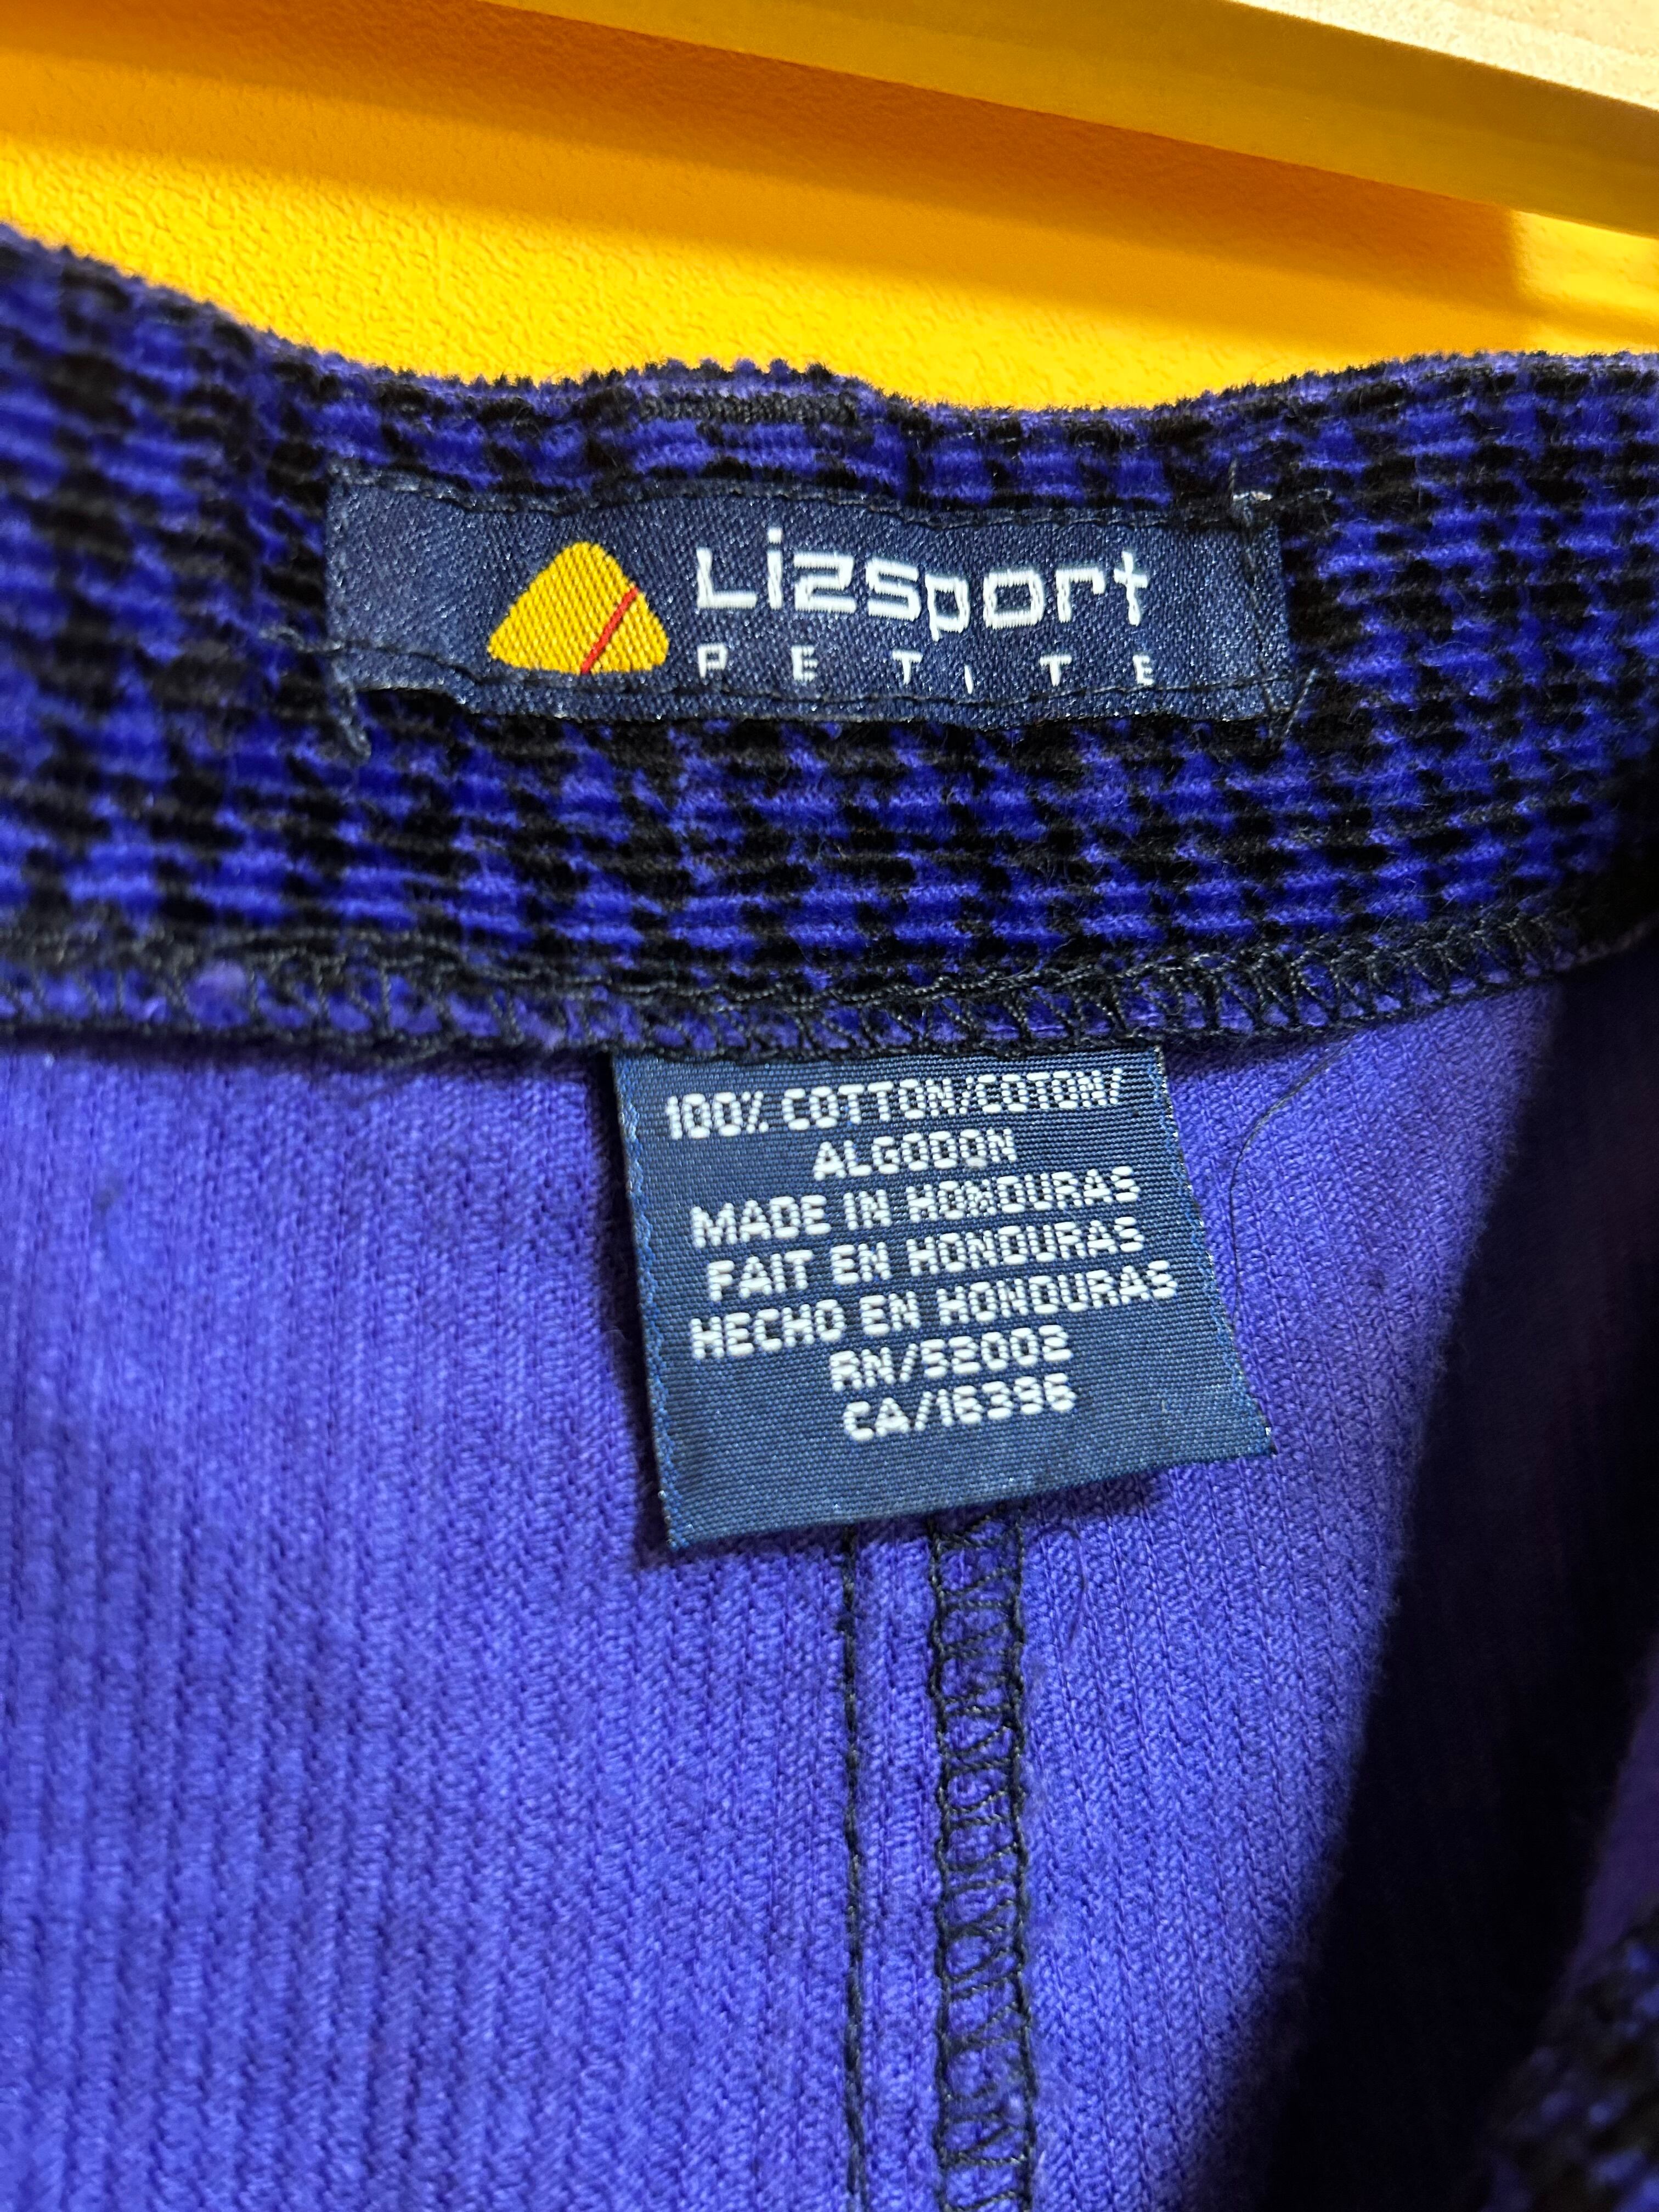 Lizsport
PETITE
100% COTTON/COTON/
ALGODON
MADE IN HONDURAS
FAIT EN HONDURAS
HECHO EN HONDURAS
RN/52002
CA/16396